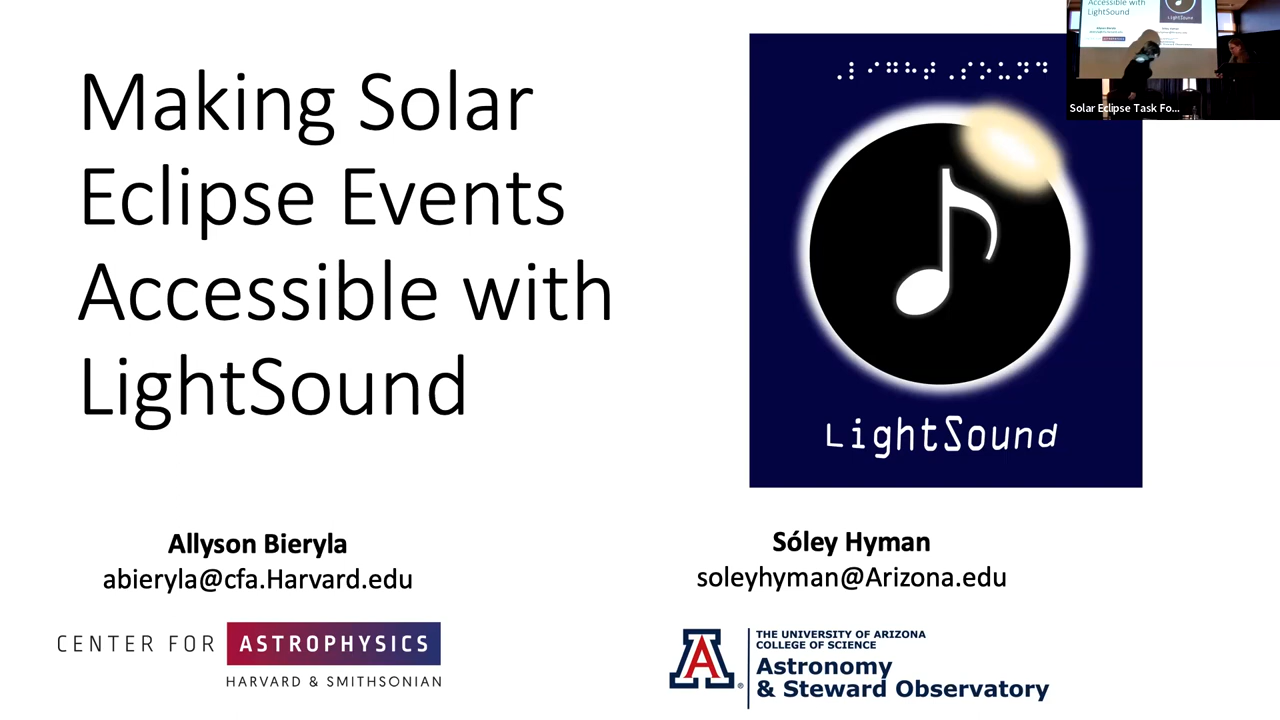 Making Solar
Eclipse Events
Accessible with
LightSound
⠠⠇⠊⠛⠓⠞⠠⠎⠕⠥⠝⠙
LightSound
Accessible with
LightSound
LightSound
Solar Eclipse Task Fo...
Allyson Bieryla
abieryla@cfa.Harvard.edu
CENTER FOR ASTROPHYSICS
HARVARD & SMITHSONIAN
Sóley Hyman
soleyhyman@Arizona.edu
A
®
THE UNIVERSITY OF ARIZONA
COLLEGE OF SCIENCE
Astronomy
& Steward Observatory